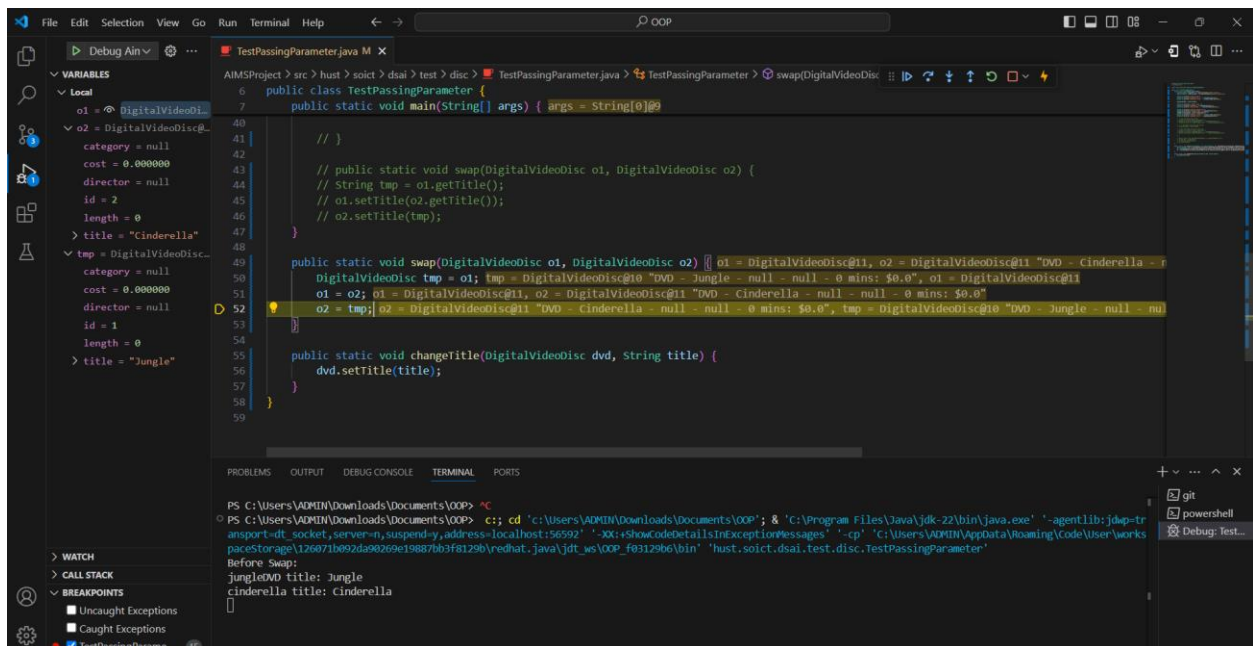 File Edit Selection View Go Run Terminal Help
OOP
Debug Ain
TestPassingParameter.java M
AIMSProject > src > hust > soict > dsai > test > disc > TestPassingParameter.java > TestPassingParameter > swap(DigitalVideoDisc
VARIABLES
Local
o1 = DigitalVideoDi…
o2 = DigitalVideoDisc@…
category = null
cost = 0.000000
director = null
id = 2
length = 0
title = "Cinderella"
tmp = DigitalVideoDisc…
category = null
cost = 0.000000
director = null
id = 1
length = 0
title = "Jungle"
WATCH
CALL STACK
BREAKPOINTS
Uncaught Exceptions
Caught Exceptions
6 public class TestPassingParameter {
7 public static void main(String[] args) { args = String[0]@9
40
41 // }
42
43 // public static void swap(DigitalVideoDisc o1, DigitalVideoDisc o2) {
44 // String tmp = o1.getTitle();
45 // o1.setTitle(o2.getTitle());
46 // o2.setTitle(tmp);
47 }
48
49 public static void swap(DigitalVideoDisc o1, DigitalVideoDisc o2) { o1 = DigitalVideoDisc@11, o2 = DigitalVideoDisc@11 "DVD - Cinderella - n
50 DigitalVideoDisc tmp = o1; tmp = DigitalVideoDisc@10 "DVD - Jungle - null - null - 0 mins: $0.0", o1 = DigitalVideoDisc@11
51 o1 = o2; o1 = DigitalVideoDisc@11, o2 = DigitalVideoDisc@11 "DVD - Cinderella - null - null - 0 mins: $0.0"
52 o2 = tmp; o2 = DigitalVideoDisc@11 "DVD - Cinderella - null - null - 0 mins: $0.0", tmp = DigitalVideoDisc@10 "DVD - Jungle - null - nu
53 }
54
55 public static void changeTitle(DigitalVideoDisc dvd, String title) {
56 dvd.setTitle(title);
57 }
58 }
59
PROBLEMS OUTPUT DEBUG CONSOLE TERMINAL PORTS
PS C:\Users\ADMIN\Downloads\Documents\OOP> ^C
PS C:\Users\ADMIN\Downloads\Documents\OOP> c:; cd 'c:\Users\ADMIN\Downloads\Documents\OOP'; & 'C:\Program Files\Java\jdk-22\bin\java.exe' '-agentlib:jdwp=tr
ansport=dt_socket,server=n,suspend=y,address=localhost:56592' '-XX:+ShowCodeDetailsInExceptionMessages' '-cp' 'C:\Users\ADMIN\AppData\Roaming\Code\User\works
paceStorage\126071b092da90269e19887bb3f8129b\redhat.java\jdt_ws\OOP_f03129b6\bin' 'hust.soict.dsai.test.disc.TestPassingParameter'
Before Swap:
jungleDVD title: Jungle
cinderella title: Cinderella
git
powershell
Debug: Test...